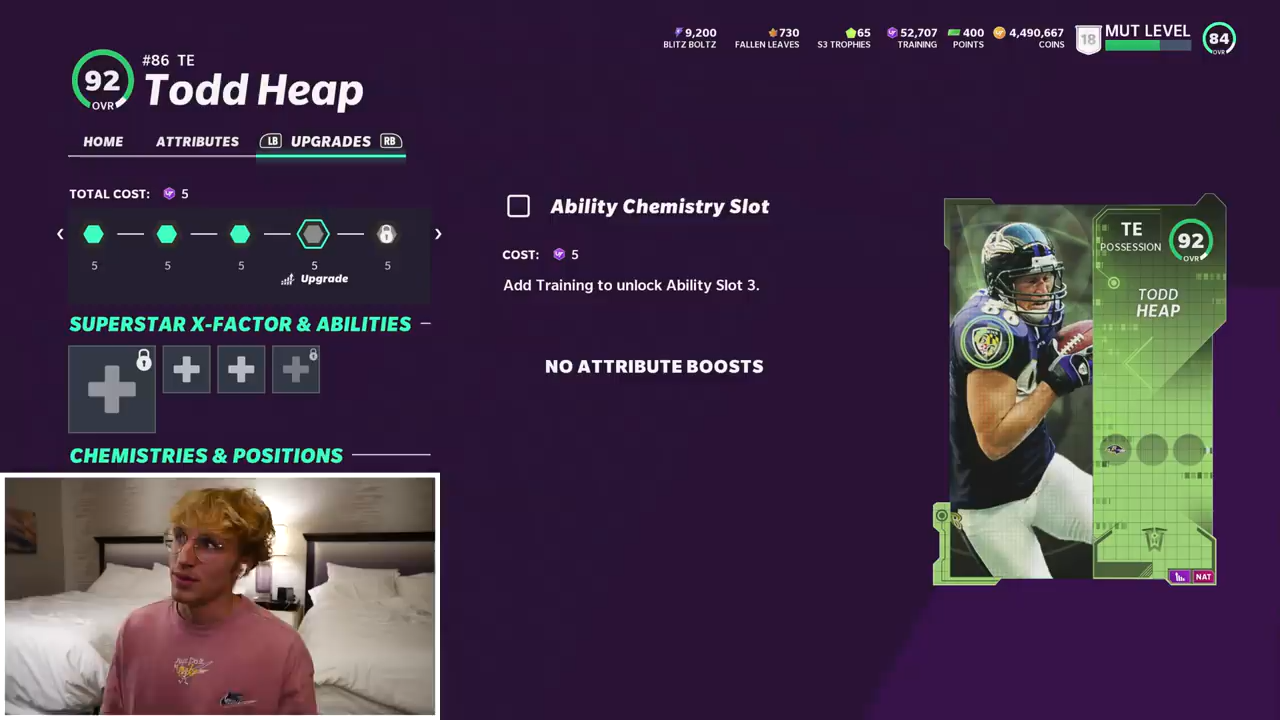 92
OVR
#86 TE
Todd Heap
9,200
BLITZ BOLTZ
730
FALLEN LEAVES
65
S3 TROPHIES
52,707
TRAINING
400
POINTS
4,490,667
COINS
18
MUT LEVEL
84
OVR
HOME
ATTRIBUTES
LB
UPGRADES
RB
TOTAL COST: 5
5
5
5
5
5
Upgrade
SUPERSTAR X-FACTOR & ABILITIES
CHEMISTRIES & POSITIONS
Ability Chemistry Slot
COST: 5
Add Training to unlock Ability Slot 3.
NO ATTRIBUTE BOOSTS
TE
POSSESSION
92
OVR
TODD
HEAP
NAT